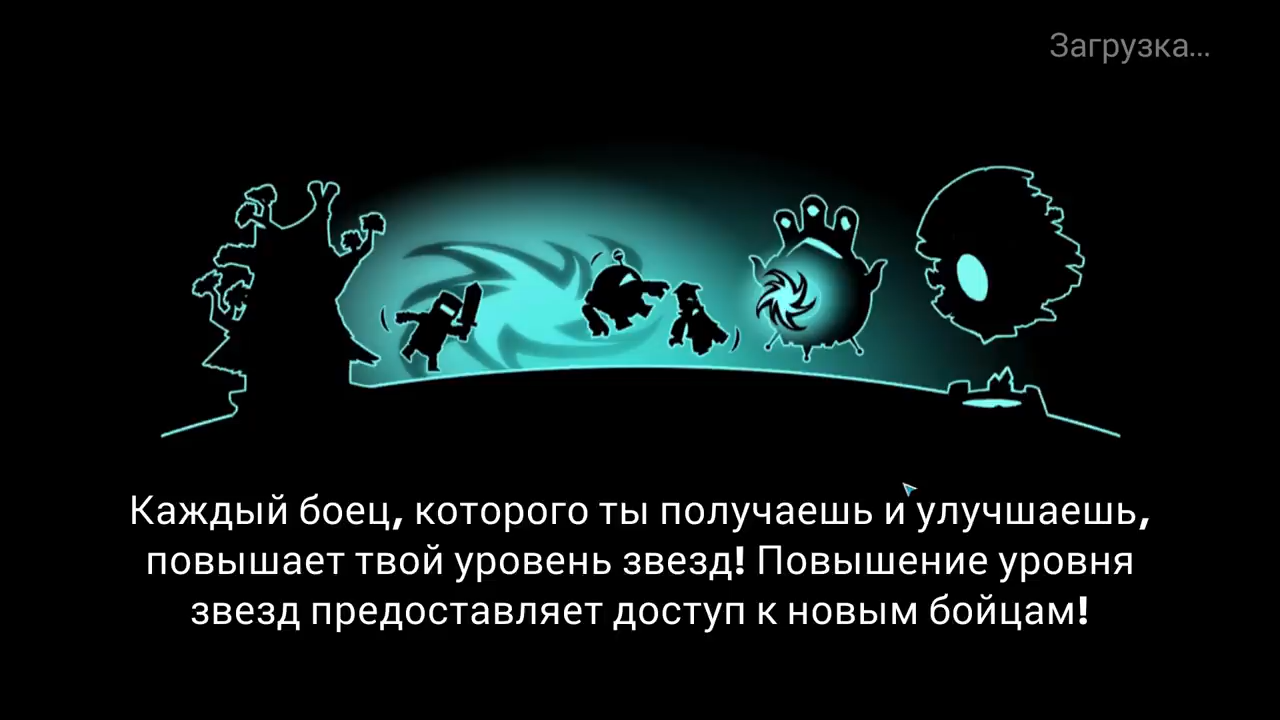 Загрузка...
Каждый боец, которого ты получаешь и улучшаешь,
повышает твой уровень звезд! Повышение уровня
звезд предоставляет доступ к новым бойцам!